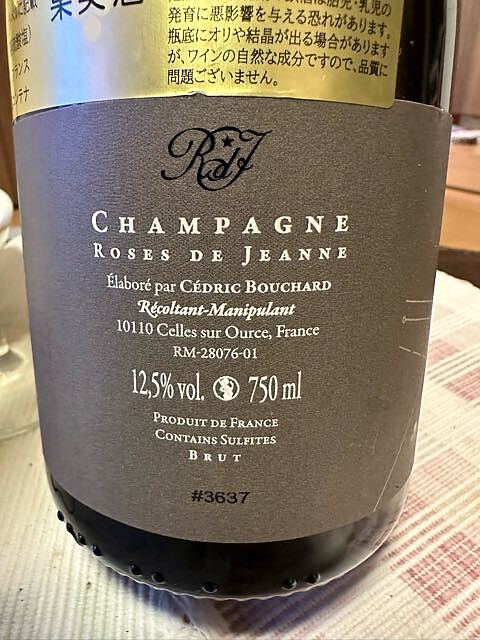 果実酒
発育に悪影響を与える恐れがあります。
瓶底にオリや結晶が出る場合があります
が、ワインの自然な成分ですので、品質に
問題ございません。
RdJ
CHAMPAGNE
ROSES DE JEANNE
Élaboré par CÉDRIC BOUCHARD
Récoltant-Manipulant
10110 Celles sur Ource, France
RM-28076-01
12,5% vol. 750 ml
PRODUIT DE FRANCE
CONTAINS SULFITES
BRUT
#3637